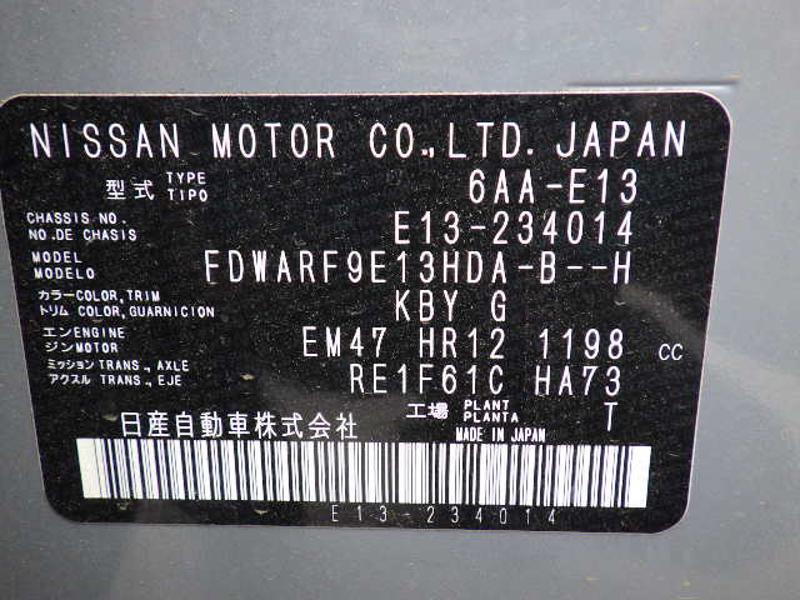 NISSAN MOTOR CO.,LTD. JAPAN
型式 TYPE TIPO 6AA-E13
CHASSIS NO. NO.DE CHASIS E13-234014
MODEL MODELO FDWARF9E13HDA-B--H
カラー COLOR,TRIM トリム COLOR,GUARNICION KBY G
エンジン ENGINE MOTOR EM47 HR12 1198 CC
ミッション TRANS.,AXLE アクスル TRANS.,EJE RE1F61C HA73
工場 PLANT PLANTA T
日産自動車株式会社 MADE IN JAPAN
E13-234014